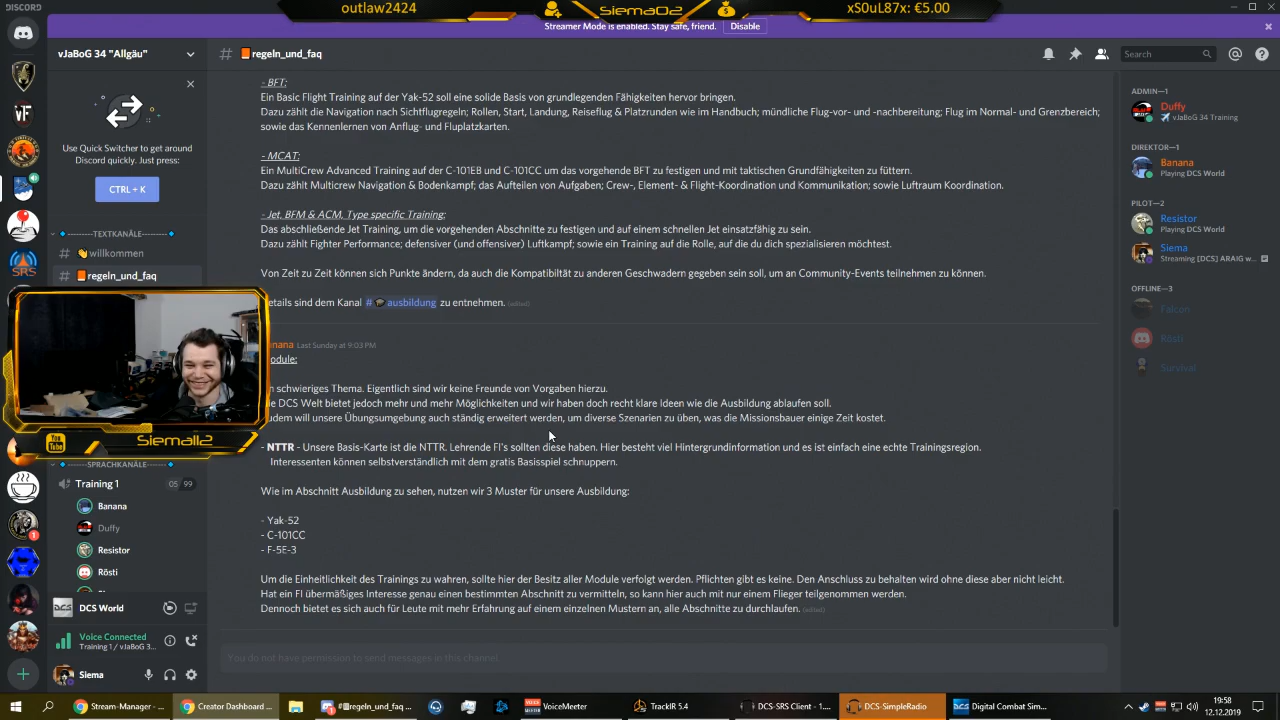 DISCORD
outlaw2424
Siema02
xS0uL87x: €5.00
Streamer Mode is enabled. Stay safe, friend.
Disable
vJaBoG 34 "Allgäu"
# regeln_und_faq
Search
Use Quick Switcher to get around
Discord quickly. Just press:
CTRL + K
---------TEXTKANÄLE---------
# willkommen
# regeln_und_faq
- BFT:
Ein Basic Flight Training auf der Yak-52 soll eine solide Basis von grundlegenden Fähigkeiten hervor bringen.
Dazu zählt die Navigation nach Sichtflugregeln; Rollen, Start, Landung, Reiseflug & Platzrunden wie im Handbuch; mündliche Flug-vor- und -nachbereitung; Flug im Normal- und Grenzbereich;
sowie das Kennenlernen von Anflug- und Fluplatzkarten.
- MCAT:
Ein MultiCrew Advanced Training auf der C-101EB und C-101CC um das vorgehende BFT zu festigen und mit taktischen Grundfähigkeiten zu füttern.
Dazu zählt Multicrew Navigation & Bodenkampf; das Aufteilen von Aufgaben; Crew-, Element- & Flight-Koordination und Kommunikation; sowie Luftraum Koordination.
- Jet, BFM & ACM, Type specific Training:
Das abschließende Jet Training, um die vorgehenden Abschnitte zu festigen und auf einem schnellen Jet einsatzfähig zu sein.
Dazu zählt Fighter Performance; defensiver (und offensiver) Luftkampf; sowie ein Training auf die Rolle, auf die du dich spezialisieren möchtest.
Von Zeit zu Zeit können sich Punkte ändern, da auch die Kompatibiltät zu anderen Geschwadern gegeben sein soll, um an Community-Events teilnehmen zu können.
etails sind dem Kanal # ausbildung zu entnehmen. (edited)
nana Last Sunday at 9:03 PM
odule:
n schwieriges Thema. Eigentlich sind wir keine Freunde von Vorgaben hierzu.
ie DCS Welt bietet jedoch mehr und mehr Möglichkeiten und wir haben doch recht klare Ideen wie die Ausbildung ablaufen soll.
udem will unsere Übungsumgebung auch ständig erweitert werden, um diverse Szenarien zu üben, was die Missionsbauer einige Zeit kostet.
- NTTR - Unsere Basis-Karte ist die NTTR. Lehrende FI's sollten diese haben. Hier besteht viel Hintergrundinformation und es ist einfach eine echte Trainingsregion.
Interessenten können selbstverständlich mit dem gratis Basisspiel schnuppern.
Wie im Abschnitt Ausbildung zu sehen, nutzen wir 3 Muster für unsere Ausbildung:
- Yak-52
- C-101CC
- F-5E-3
Um die Einheitlichkeit des Trainings zu wahren, sollte hier der Besitz aller Module verfolgt werden. Pflichten gibt es keine. Den Anschluss zu behalten wird ohne diese aber nicht leicht.
Hat ein FI übermäßiges Interesse genau einen bestimmten Abschnitt zu vermitteln, so kann hier auch mit nur einem Flieger teilgenommen werden.
Dennoch bietet es sich auch für Leute mit mehr Erfahrung auf einem einzelnen Mustern an, alle Abschnitte zu durchlaufen. (edited)
You do not have permission to send messages in this channel.
ADMIN—1
Duffy
vJaBoG 34 Training
DIREKTOR—1
Banana
Playing DCS World
PILOT—2
Resistor
Playing DCS World
Siema
Streaming [DCS] ARAIG w...
OFFLINE—3
Falcon
Rösti
Survivel
You Tube
Siema112
-------SPRACHKANÄLE-------
Training 1 05 99
Banana
Duffy
Resistor
Rösti
DCS World
Voice Connected
Training 1 / vJaBoG 3...
Siema
VF
SRS
1
Stream-Manager - ...
Creator Dashboard ...
#regeln_und_faq ...
VoiceMeeter
TrackIR 5.4
DCS-SRS Client - 1....
DCS-SimpleRadio
Digital Combat Sim...
19:58
12.12.2019